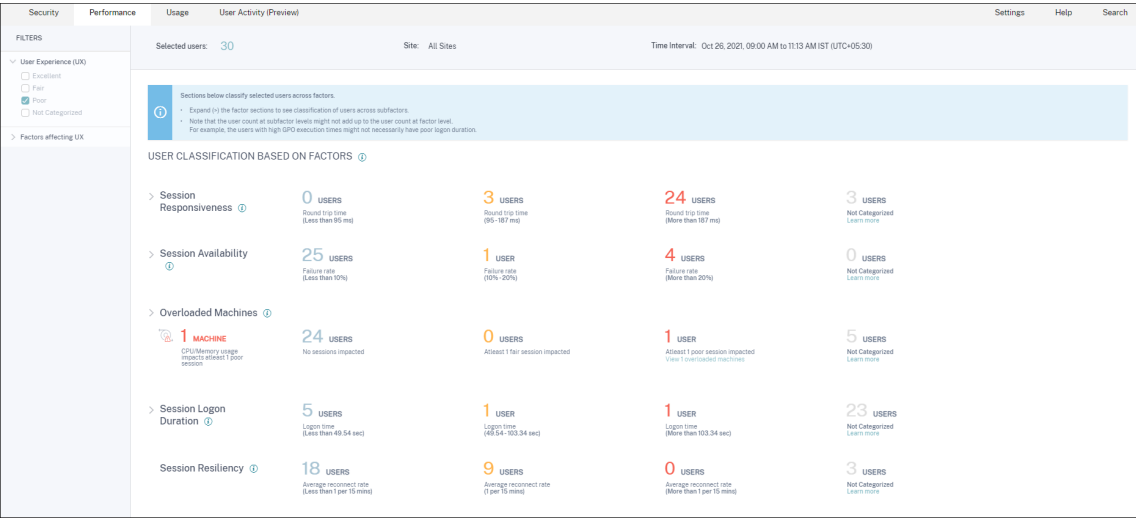 Security Performance Usage User Activity (Preview) Settings Help Search
FILTERS
Selected users: 30 Site: All Sites Time Interval: Oct 26, 2021, 09:00 AM to 11:13 AM IST (UTC+05:30)
User Experience (UX)
Excellent
Fair
Poor
Not Categorized
Factors affecting UX
Sections below classify selected users across factors.
• Expand (>) the factor sections to see classification of users across subfactors.
• Note that the user count at subfactor levels might not add up to the user count at factor level.
For example, the users with high GPO execution times might not necessarily have poor logon duration.
USER CLASSIFICATION BASED ON FACTORS
Session
Responsiveness
0 USERS
Round trip time
(Less than 95 ms)
3 USERS
Round trip time
(95-187 ms)
24 USERS
Round trip time
(More than 187 ms)
3 USERS
Not Categorized
Learn more
Session Availability
25 USERS
Failure rate
(Less than 10%)
1 USER
Failure rate
(10% - 20%)
4 USERS
Failure rate
(More than 20%)
0 USERS
Not Categorized
Learn more
Overloaded Machines
1 MACHINE
CPU/Memory usage
impacts atleast 1 poor
session
24 USERS
No sessions impacted
0 USERS
Atleast 1 fair session impacted
1 USER
Atleast 1 poor session impacted
View 1 overloaded machines
5 USERS
Not Categorized
Learn more
Session Logon
Duration
5 USERS
Logon time
(Less than 49.54 sec)
1 USER
Logon time
(49.54-103.34 sec)
1 USER
Logon time
(More than 103.34 sec)
23 USERS
Not Categorized
Learn more
Session Resiliency
18 USERS
Average reconnect rate
(Less than 1 per 15 mins)
9 USERS
Average reconnect rate
(1 per 15 mins)
0 USERS
Average reconnect rate
(More than 1 per 15 mins)
3 USERS
Not Categorized
Learn more